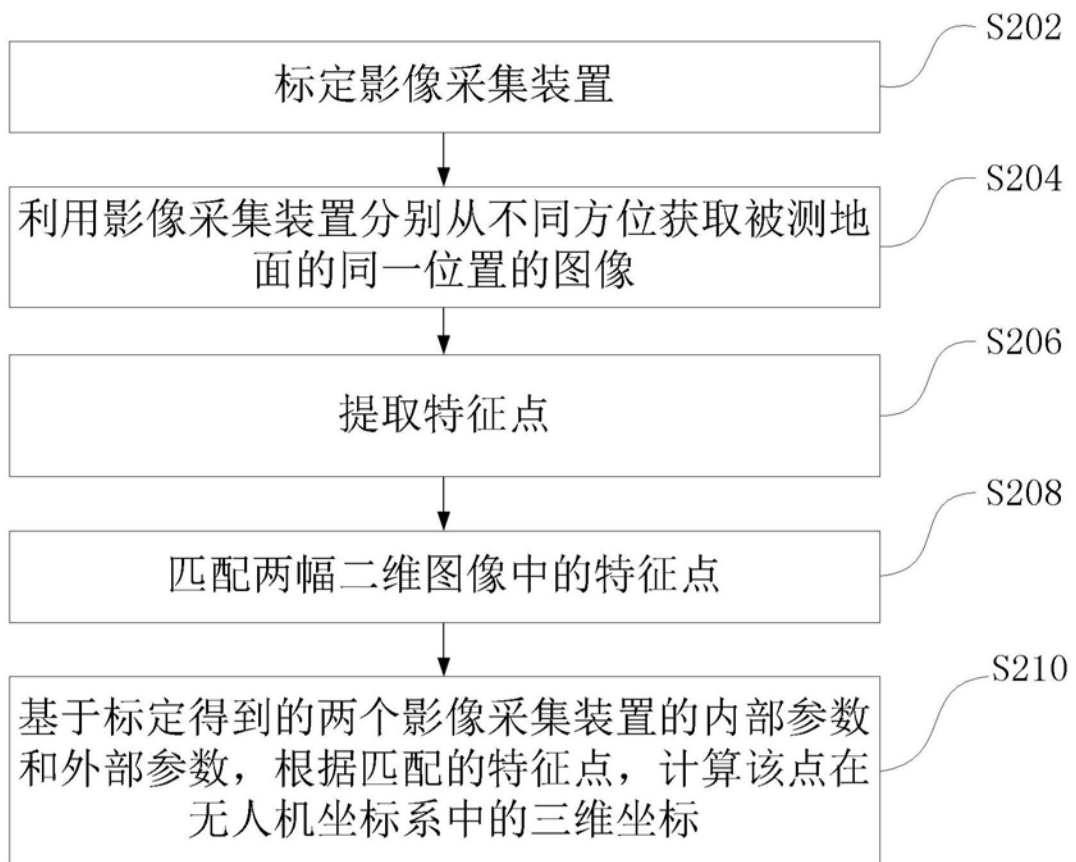 S202
标定影像采集装置
S204
利用影像采集装置分别从不同方位获取被测地
面的同一位置的图像
S206
提取特征点
S208
匹配两幅二维图像中的特征点
S210
基于标定得到的两个影像采集装置的内部参数
和外部参数，根据匹配的特征点，计算该点在
无人机坐标系中的三维坐标